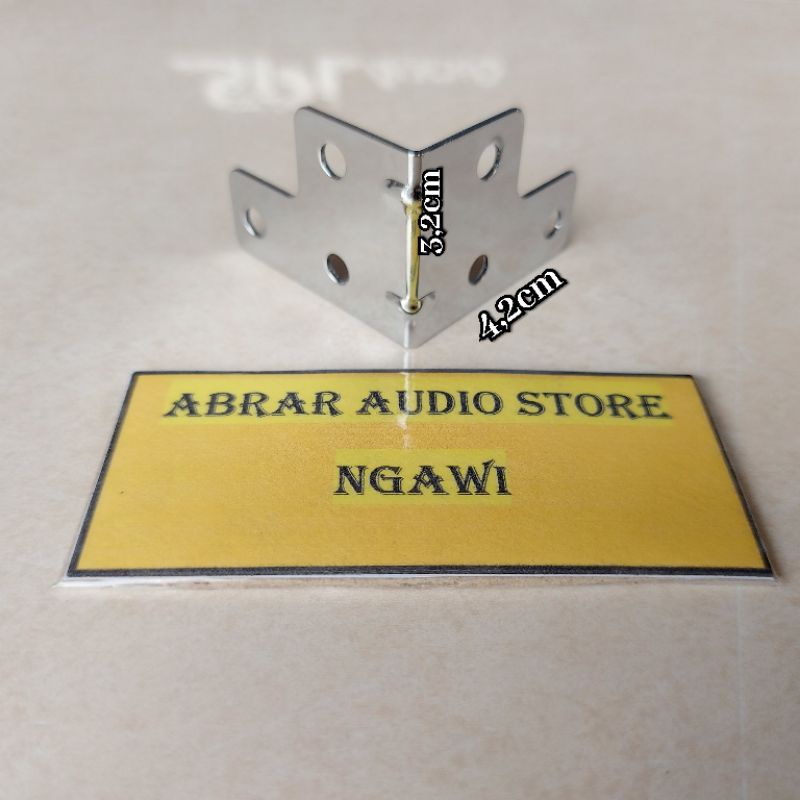 3,2cm
4,2cm
ABRAR AUDIO STORE
NGAWI